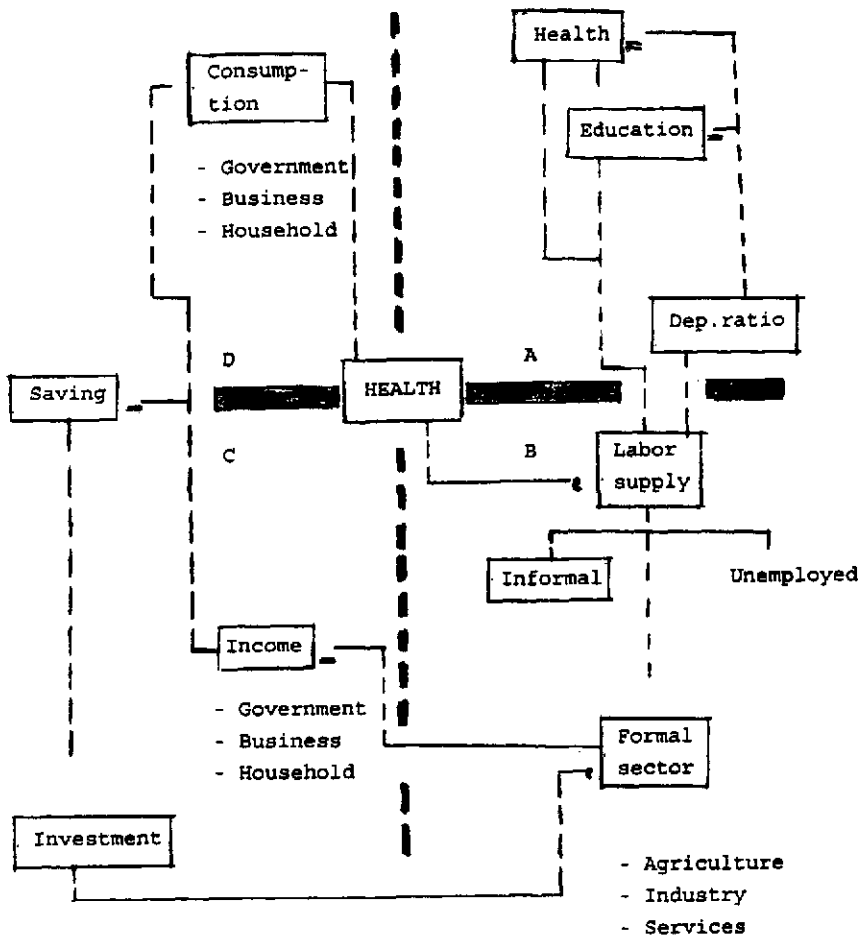 Health
Consump-
tion
Education
- Government
- Business
- Household
Dep.ratio
D
A
Saving
HEALTH
C
B
Labor
supply
Informal
Unemployed
Income
- Government
- Business
- Household
Formal
sector
Investment
- Agriculture
- Industry
- Services